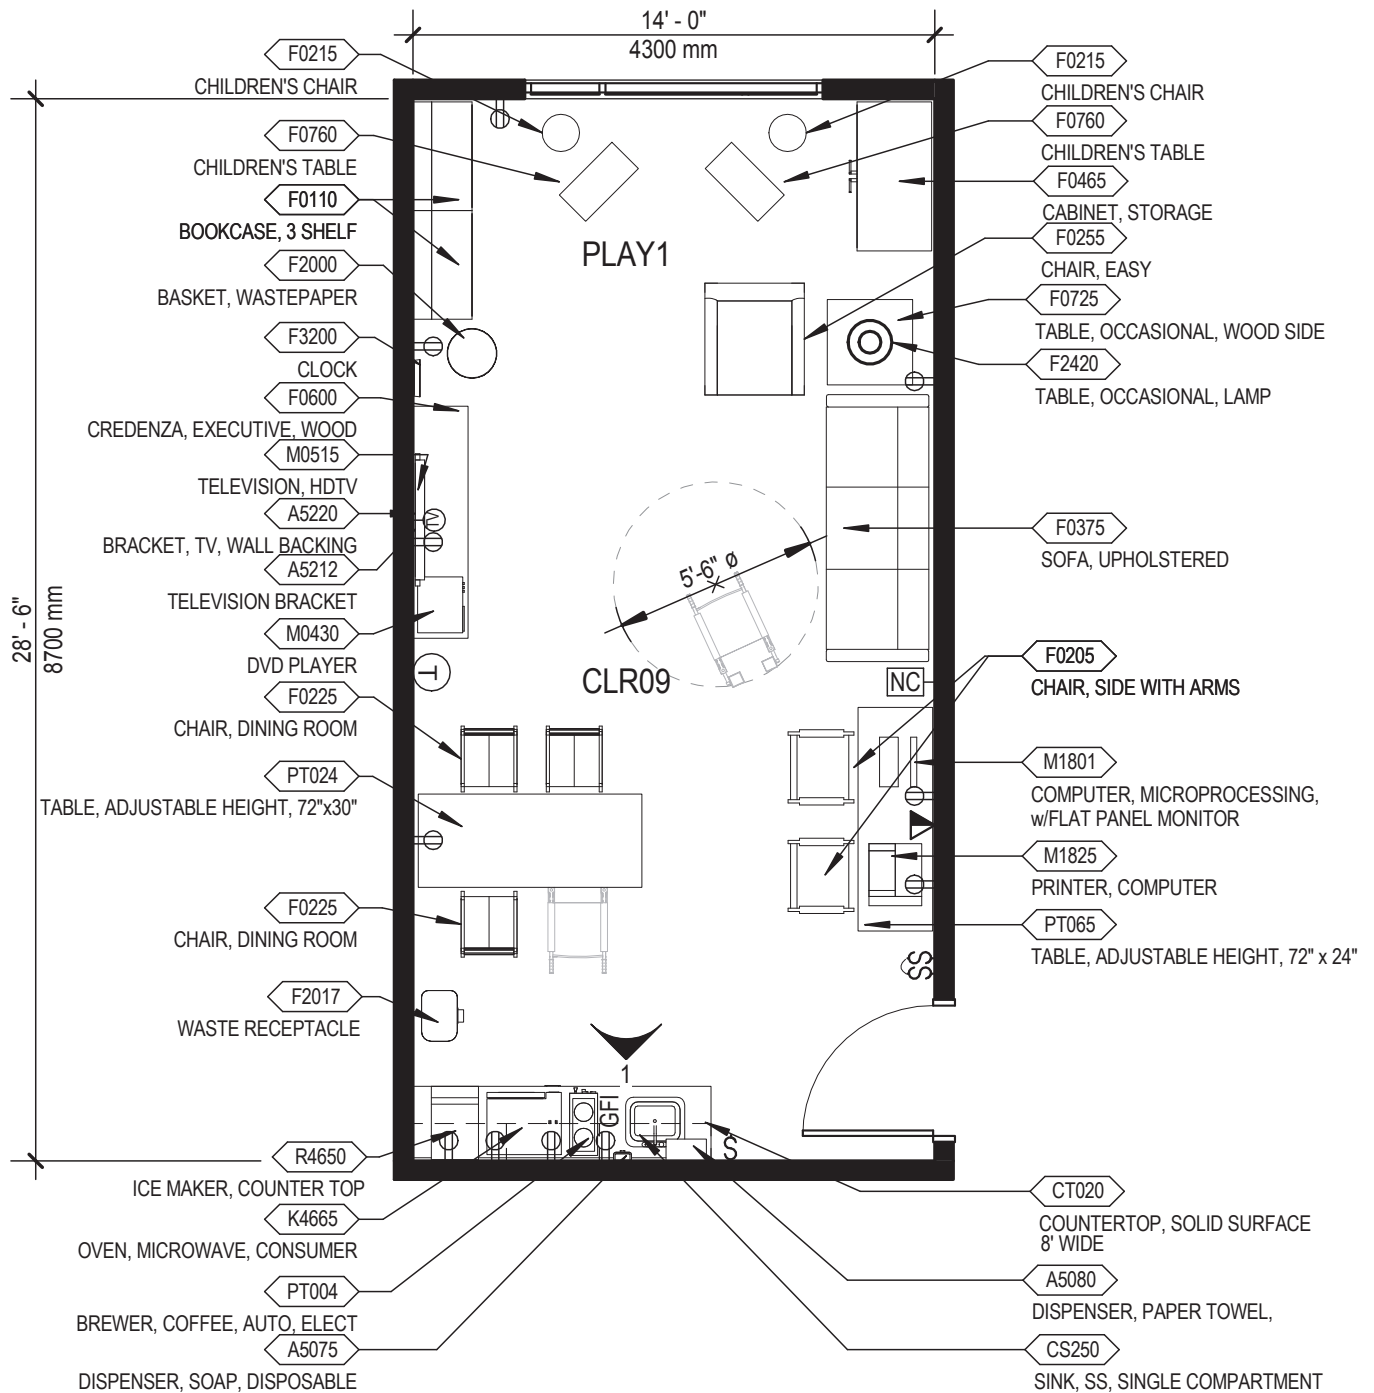 14' - 0"
4300 mm
28' - 6"
8700 mm
F0215
CHILDREN'S CHAIR
F0760
CHILDREN'S TABLE
F0110
BOOKCASE, 3 SHELF
F2000
BASKET, WASTEPAPER
F3200
CLOCK
F0600
CREDENZA, EXECUTIVE, WOOD
M0515
TELEVISION, HDTV
A5220
BRACKET, TV, WALL BACKING
A5212
TELEVISION BRACKET
M0430
DVD PLAYER
F0225
CHAIR, DINING ROOM
PT024
TABLE, ADJUSTABLE HEIGHT, 72"x30"
F0225
CHAIR, DINING ROOM
F2017
WASTE RECEPTACLE
R4650
ICE MAKER, COUNTER TOP
K4665
OVEN, MICROWAVE, CONSUMER
PT004
BREWER, COFFEE, AUTO, ELECT
A5075
DISPENSER, SOAP, DISPOSABLE
PLAY1
TV
5'-6" ø
CLR09
T
NC
SS
1
GFI
S
F0215
CHILDREN'S CHAIR
F0760
CHILDREN'S TABLE
F0465
CABINET, STORAGE
F0255
CHAIR, EASY
F0725
TABLE, OCCASIONAL, WOOD SIDE
F2420
TABLE, OCCASIONAL, LAMP
F0375
SOFA, UPHOLSTERED
F0205
CHAIR, SIDE WITH ARMS
M1801
COMPUTER, MICROPROCESSING,
w/FLAT PANEL MONITOR
M1825
PRINTER, COMPUTER
PT065
TABLE, ADJUSTABLE HEIGHT, 72" x 24"
CT020
COUNTERTOP, SOLID SURFACE
8' WIDE
A5080
DISPENSER, PAPER TOWEL,
CS250
SINK, SS, SINGLE COMPARTMENT